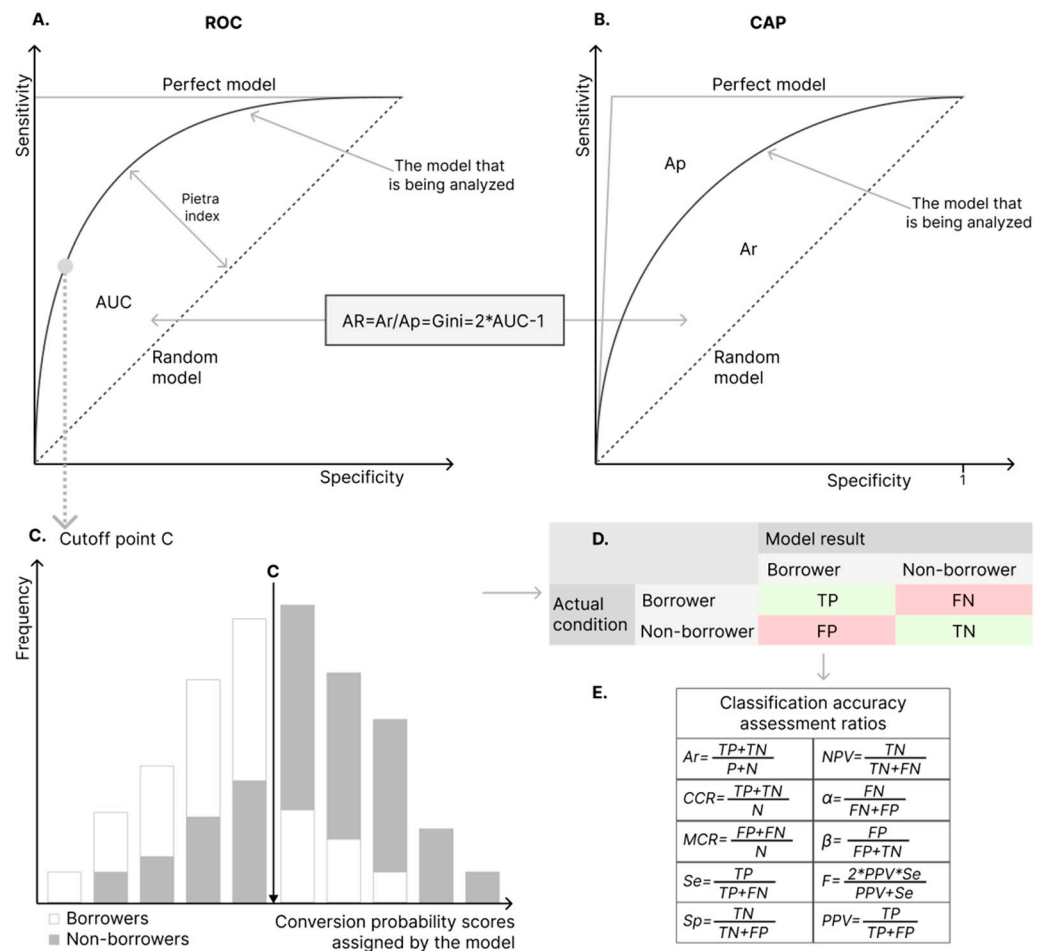 A.
ROC
Sensitivity
Perfect model
The model that
is being analyzed
Pietra
index
AUC
Random
model
Specificity
B.
CAP
Sensitivity
Perfect model
Ap
The model that
is being analyzed
Ar
Random
model
Specificity
1
AR=Ar/Ap=Gini=2*AUC-1
C.
Cutoff point C
Frequency
C
Borrowers
Non-borrowers
Conversion probability scores
assigned by the model
D.
Model result
Borrower Non-borrower
Actual
condition
Borrower TP FN
Non-borrower FP TN
E.
Classification accuracy
assessment ratios
Ar= TP+TN / P+N NPV= TN / TN+FN
CCR= TP+TN / N α= FN / FN+FP
MCR= FP+FN / N β= FP / FP+TN
Se= TP / TP+FN F= 2*PPV*Se / PPV+Se
Sp= TN / TN+FP PPV= TP / TP+FP